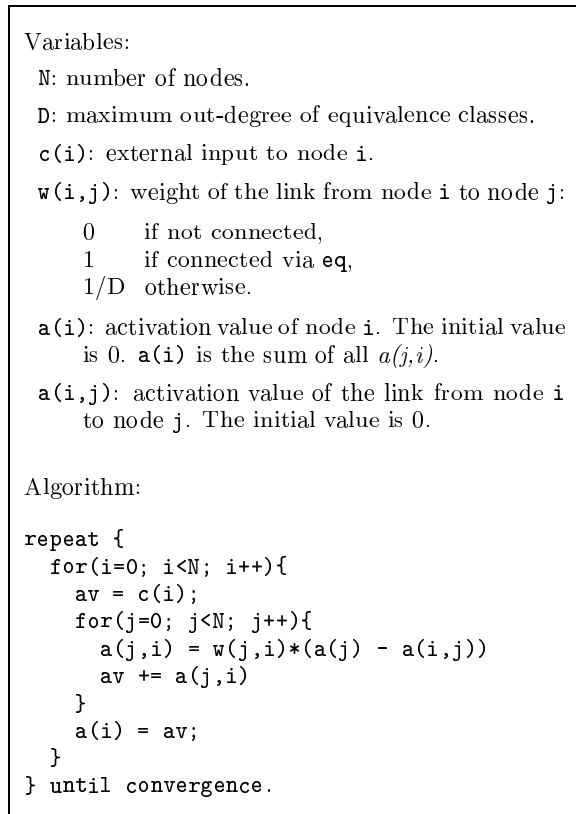 Variables:
N: number of nodes.
D: maximum out-degree of equivalence classes.
c(i): external input to node i.
w(i,j): weight of the link from node i to node j:
0 if not connected,
1 if connected via eq,
1/D otherwise.
a(i): activation value of node i. The initial value
is 0. a(i) is the sum of all a(j,i).
a(i,j): activation value of the link from node i
to node j. The initial value is 0.
Algorithm:
repeat {
  for(i=0; i<N; i++){
    av = c(i);
    for(j=0; j<N; j++){
      a(j,i) = w(j,i)*(a(j) - a(i,j))
      av += a(j,i)
    }
    a(i) = av;
  }
} until convergence.